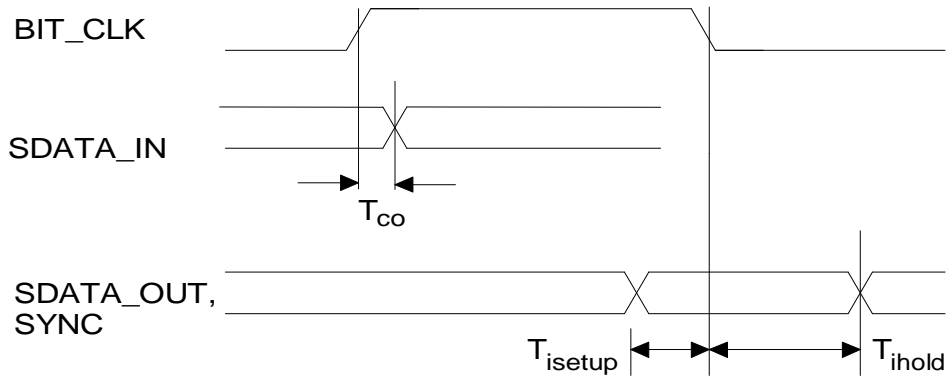 BIT_CLK
SDATA_IN
Tco
SDATA_OUT,
SYNC
Tisetup
Tihold